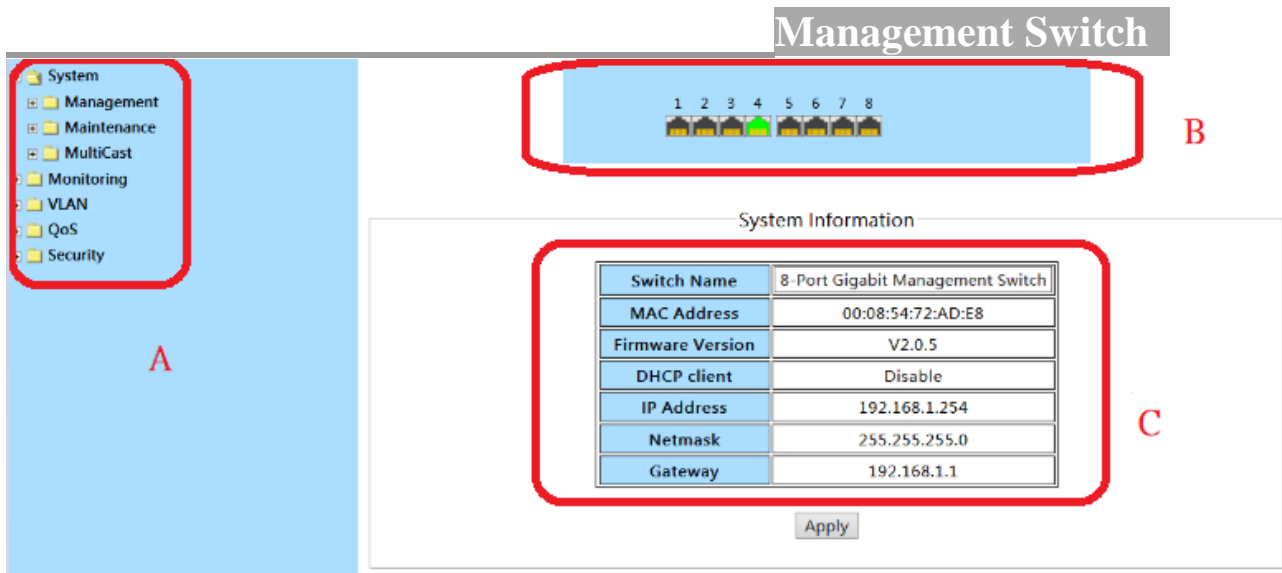 Management Switch
System
Management
Maintenance
MultiCast
Monitoring
VLAN
QoS
Security
A
1 2 3 4 5 6 7 8
B
System Information
Switch Name 8-Port Gigabit Management Switch
MAC Address 00:08:54:72:AD:E8
Firmware Version V2.0.5
DHCP client Disable
IP Address 192.168.1.254
Netmask 255.255.255.0
Gateway 192.168.1.1
C
Apply